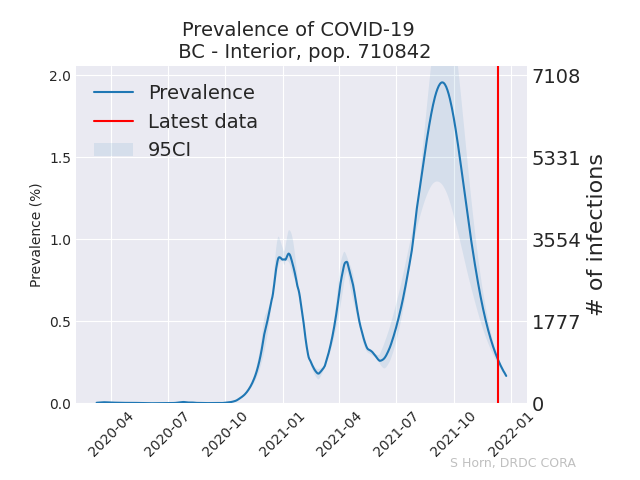 Prevalence of COVID-19
BC - Interior, pop. 710842
Prevalence
Latest data
95CI
Prevalence (%)
2.0
1.5
1.0
0.5
0.0
7108
5331
3554
1777
0
# of infections
2020-04
2020-07
2020-10
2021-01
2021-04
2021-07
2021-10
2022-01
S Horn, DRDC CORA